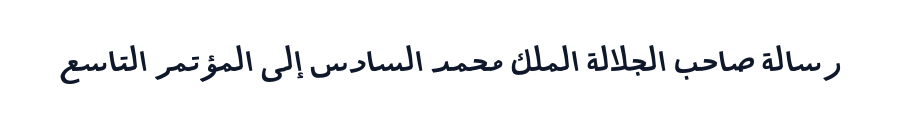 رسالة صاحب الجلالة الملك محمد السادس إلى المؤتمر التاسع